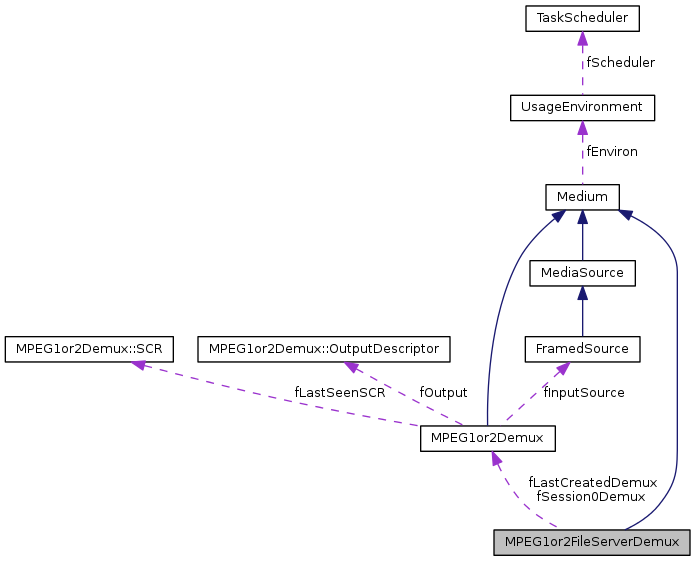 TaskScheduler
fScheduler
UsageEnvironment
fEnviron
Medium
MediaSource
MPEG1or2Demux::SCR
MPEG1or2Demux::OutputDescriptor
FramedSource
fLastSeenSCR
fOutput
fInputSource
MPEG1or2Demux
fLastCreatedDemux
fSession0Demux
MPEG1or2FileServerDemux